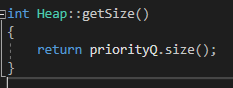 int Heap::getSize()
{
return priorityQ.size();
}